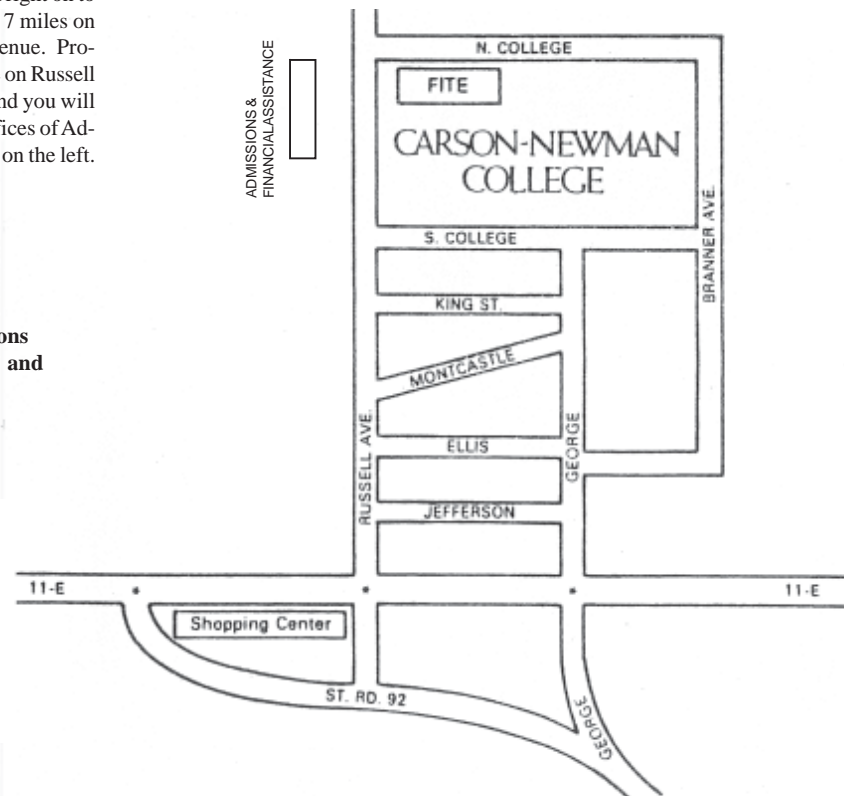 7 miles on
enue. Pro-
on Russell
nd you will
fices of Ad-
on the left.
ons
and
ADMISSIONS &
FINANCIAL ASSISTANCE
N. COLLEGE
FITE
CARSON-NEWMAN
COLLEGE
S. COLLEGE
BRANNER AVE.
KING ST.
MONTCASTLE
RUSSELL AVE.
ELLIS
GEORGE
JEFFERSON
11-E
*
*
*
11-E
Shopping Center
ST. RD. 92
GEORGE